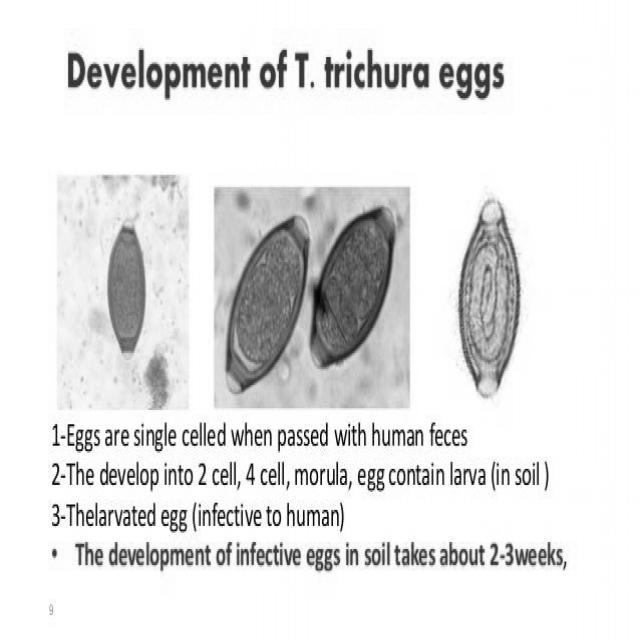 Development of T. trichura eggs
1-Eggs are single celled when passed with human feces
2-The develop into 2 cell, 4 cell, morula, egg contain larva (in soil )
3-Thelarvated egg (infective to human)
• The development of infective eggs in soil takes about 2-3weeks,
9